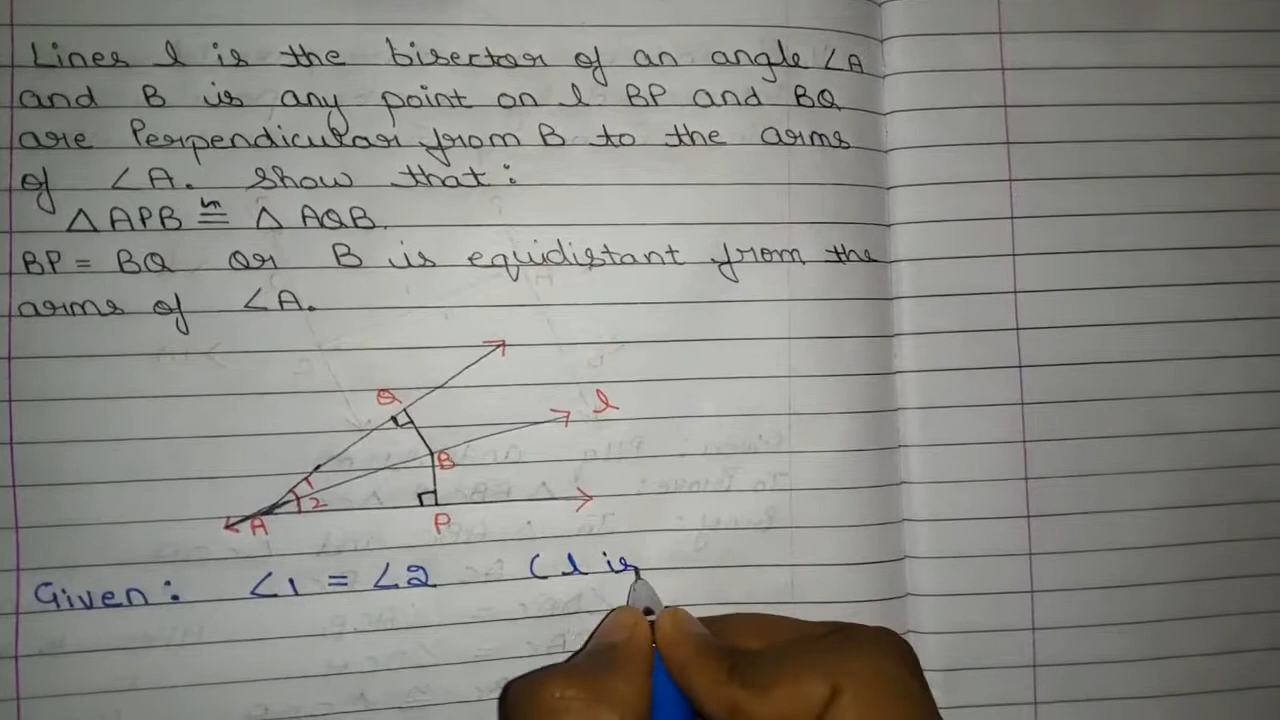 Lines l is the bisector of an angle ∠A
and B is any point on l BP and BQ
are Perpendicular from B to the arms
of ∠A. show that:
△APB ≅ △AQB.
BP = BQ or B is equidistant from the
arms of ∠A.
Q
l
B
1
2
A
P
Given: ∠1 = ∠2 (l is